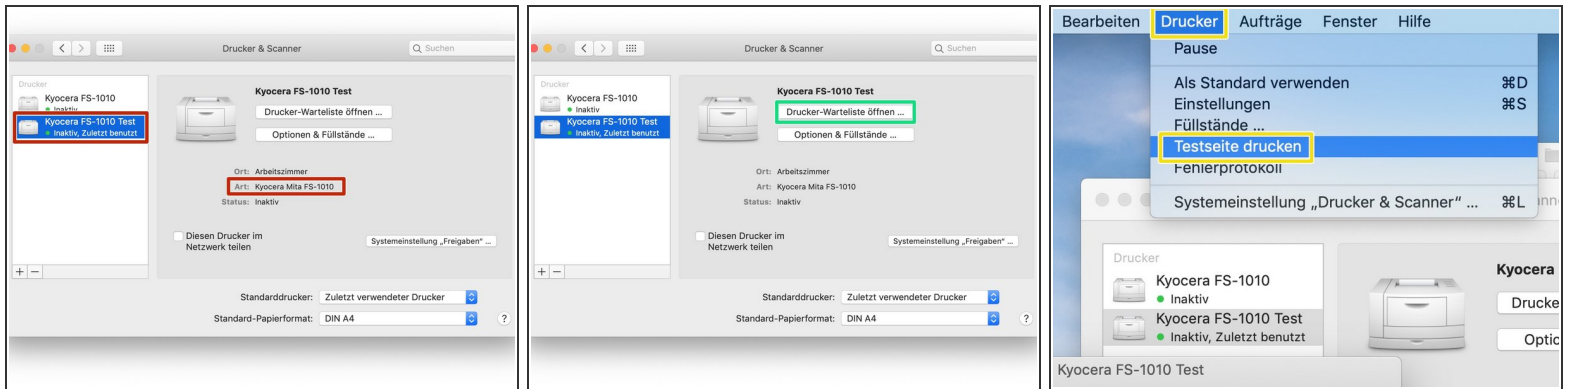 Drucker & Scanner
Suchen
Drucker
Kyocera FS-1010
Inaktiv
Kyocera FS-1010 Test
Inaktiv, Zuletzt benutzt
Kyocera FS-1010 Test
Drucker-Warteliste öffnen ...
Optionen & Füllstände ...
Ort: Arbeitszimmer
Art: Kyocera Mita FS-1010
Status: Inaktiv
Diesen Drucker im
Netzwerk teilen
Systemeinstellung „Freigaben“ ...
+ −
Standarddrucker: Zuletzt verwendeter Drucker
Standard-Papierformat: DIN A4
?
Drucker & Scanner
Suchen
Drucker
Kyocera FS-1010
Inaktiv
Kyocera FS-1010 Test
Inaktiv, Zuletzt benutzt
Kyocera FS-1010 Test
Drucker-Warteliste öffnen ...
Optionen & Füllstände ...
Ort: Arbeitszimmer
Art: Kyocera Mita FS-1010
Status: Inaktiv
Diesen Drucker im
Netzwerk teilen
Systemeinstellung „Freigaben“ ...
+ −
Standarddrucker: Zuletzt verwendeter Drucker
Standard-Papierformat: DIN A4
?
Bearbeiten Drucker Aufträge Fenster Hilfe
Pause
Als Standard verwenden ⌘D
Einstellungen ⌘S
Füllstände ...
Testseite drucken
Fehlerprotokoll
Systemeinstellung „Drucker & Scanner“ ... ⌘L
Drucker
Kyocera FS-1010
Inaktiv
Kyocera FS-1010 Test
Inaktiv, Zuletzt benutzt
Kyocera
Drucke
Optic
Kyocera FS-1010 Test